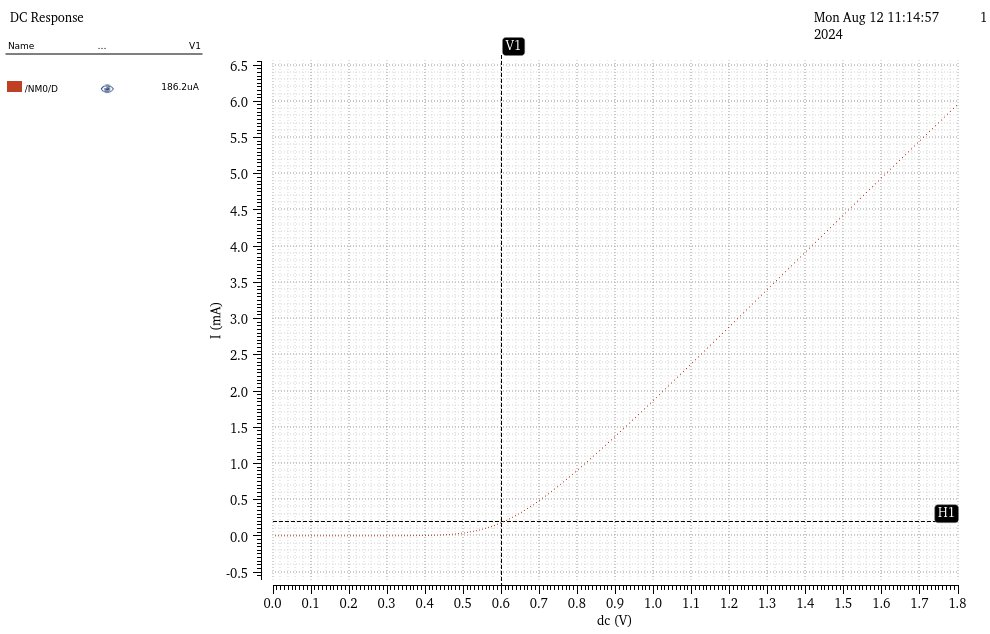 DC Response
Mon Aug 12 11:14:57 1
2024
Name ... V1
/NM0/D 186.2uA
V1
6.5
6.0
5.5
5.0
4.5
4.0
3.5
3.0
2.5
2.0
1.5
1.0
0.5
0.0
-0.5
I (mA)
H1
0.0 0.1 0.2 0.3 0.4 0.5 0.6 0.7 0.8 0.9 1.0 1.1 1.2 1.3 1.4 1.5 1.6 1.7 1.8
dc (V)